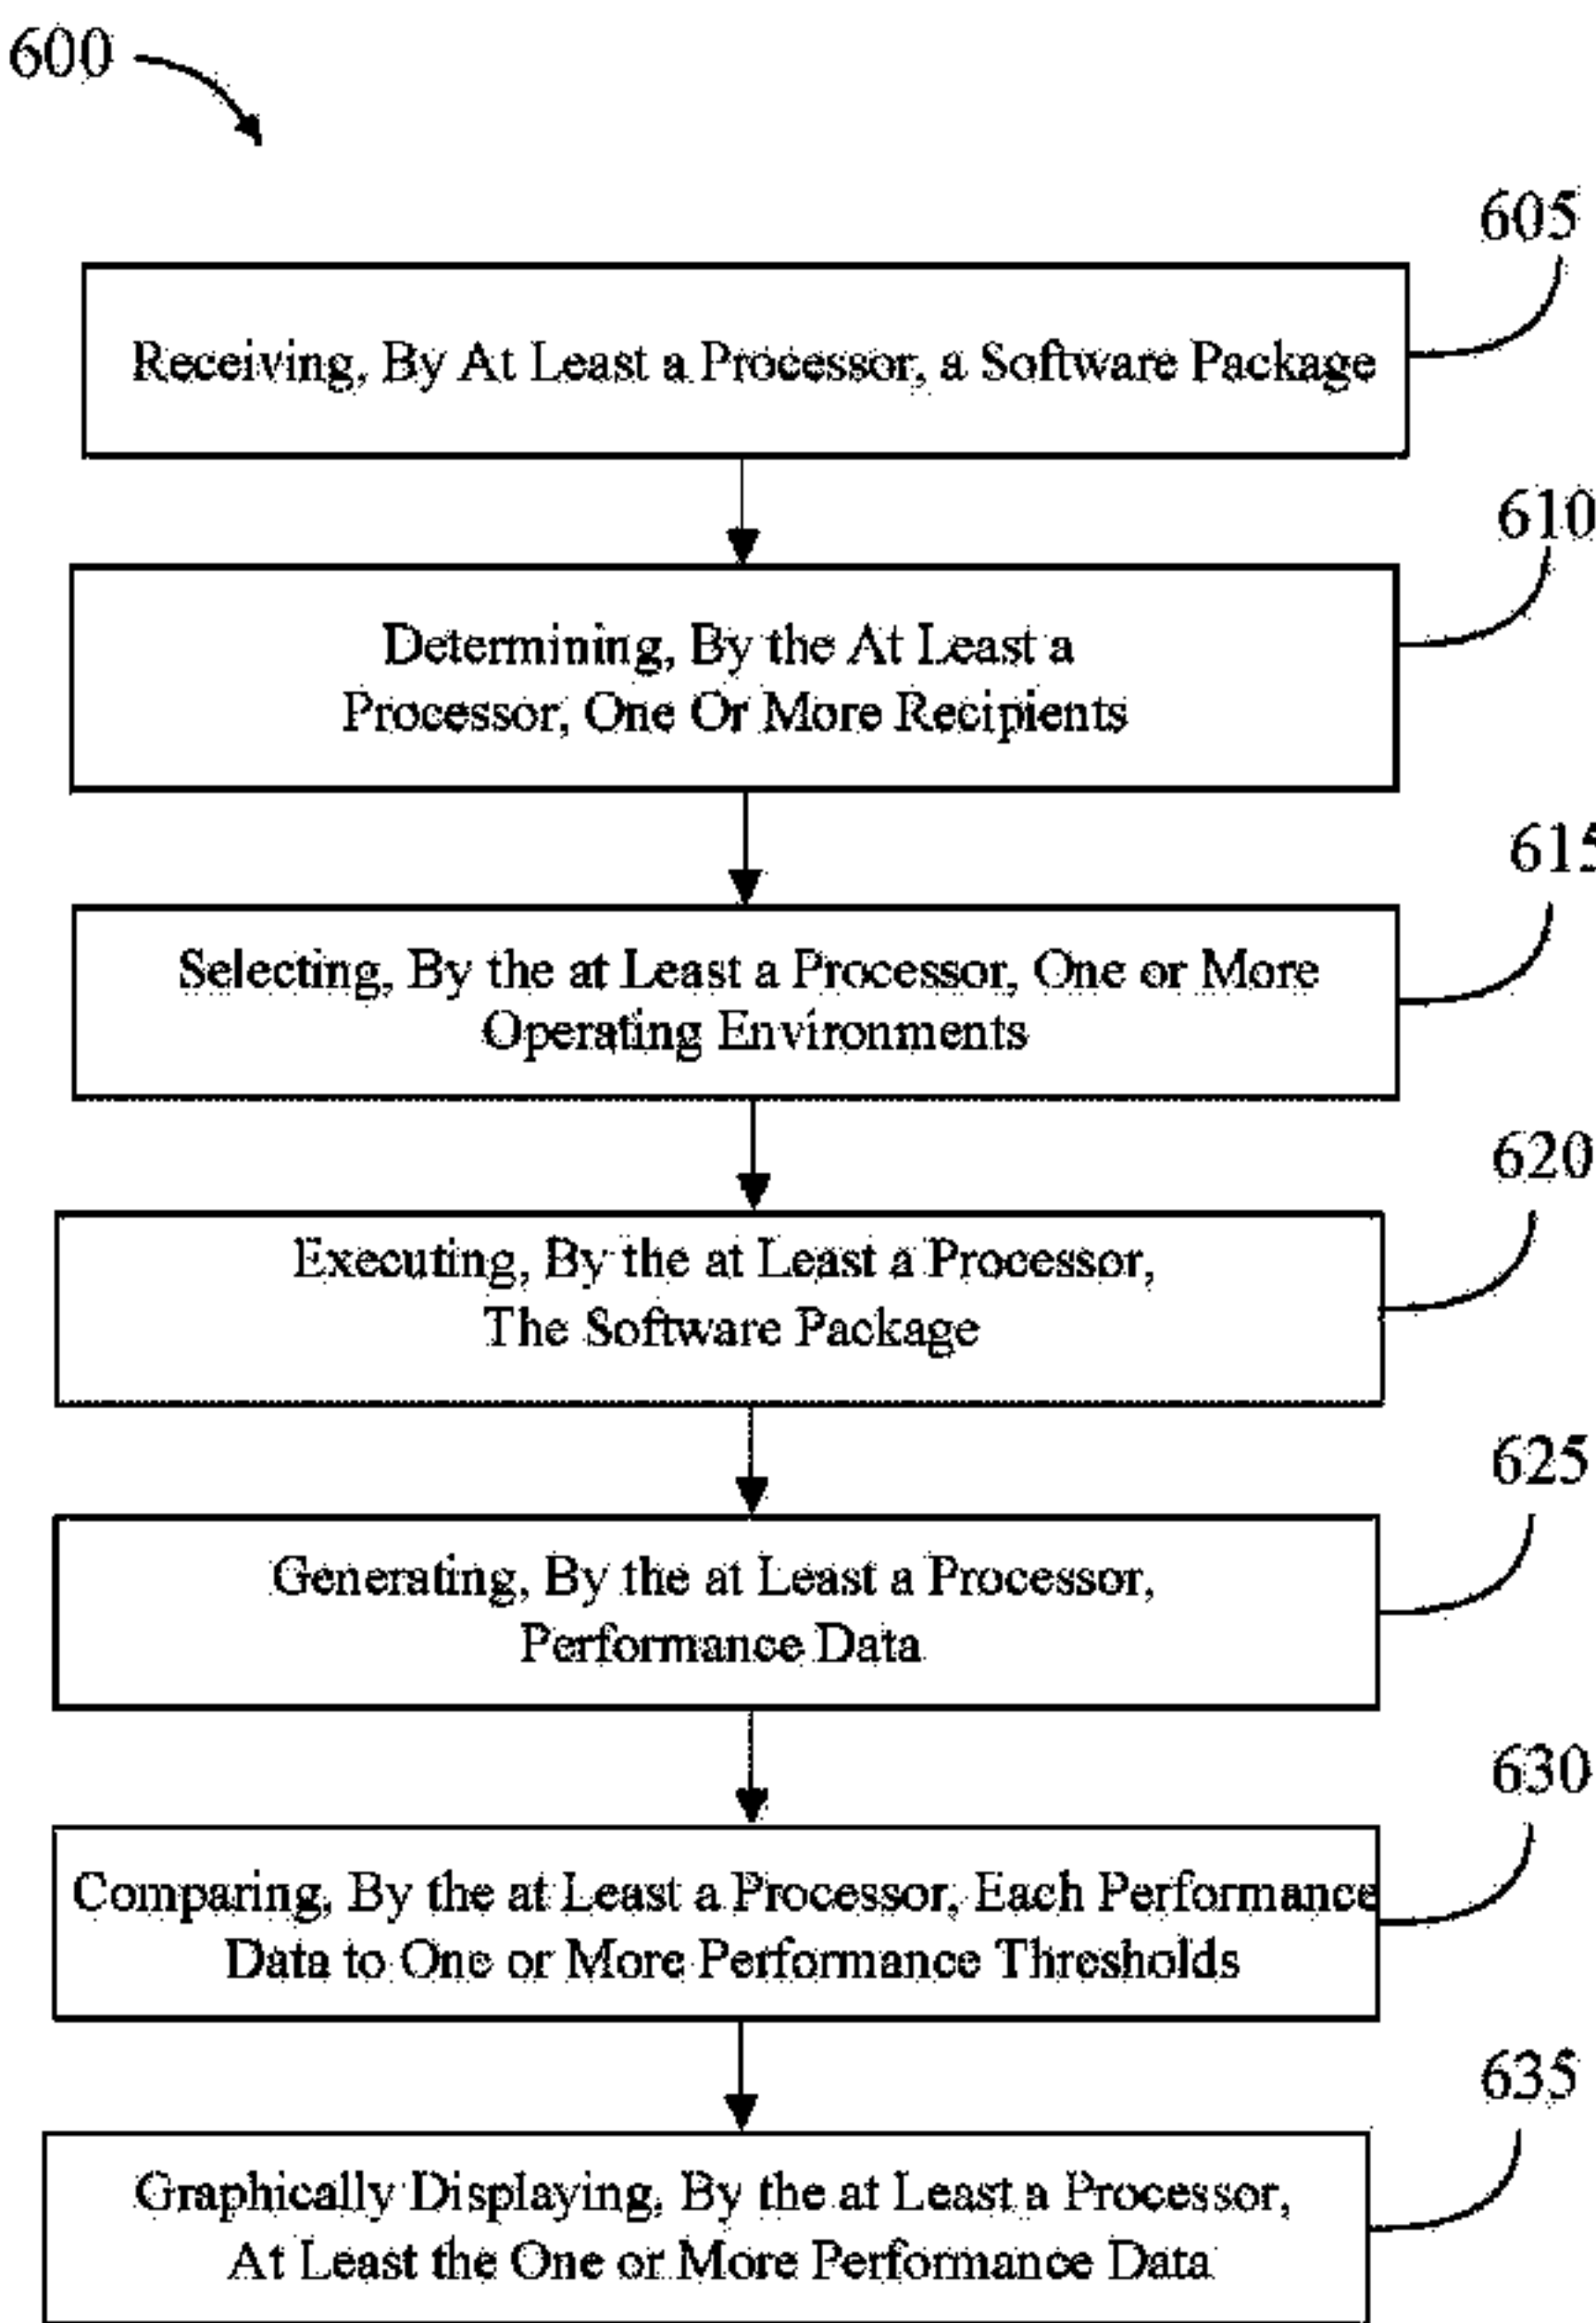 600
605
Receiving, By At Least a Processor, a Software Package
610
Determining, By the At Least a
Processor, One Or More Recipients
615
Selecting, By the at Least a Processor, One or More
Operating Environments
620
Executing, By the at Least a Processor,
The Software Package
625
Generating, By the at Least a Processor,
Performance Data
630
Comparing, By the at Least a Processor, Each Performance
Data to One or More Performance Thresholds
635
Graphically Displaying, By the at Least a Processor,
At Least the One or More Performance Data